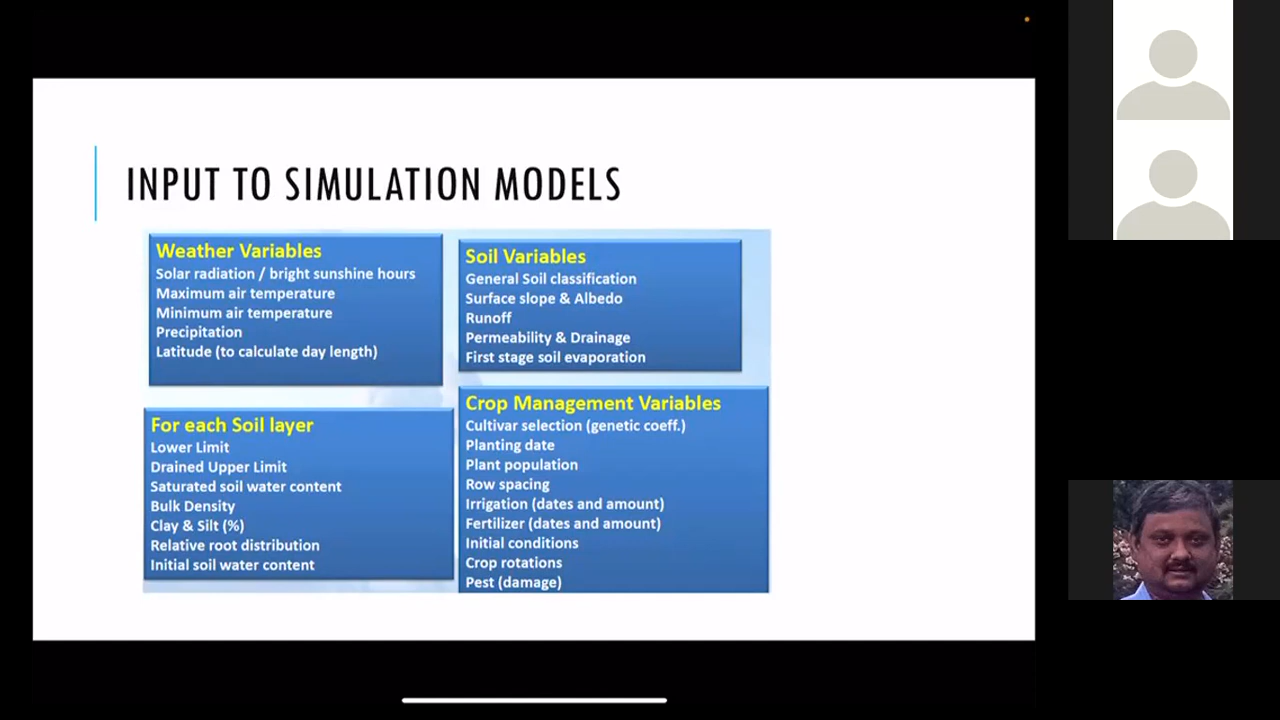 INPUT TO SIMULATION MODELS
Weather Variables
Solar radiation / bright sunshine hours
Maximum air temperature
Minimum air temperature
Precipitation
Latitude (to calculate day length)
Soil Variables
General Soil classification
Surface slope & Albedo
Runoff
Permeability & Drainage
First stage soil evaporation
For each Soil layer
Lower Limit
Drained Upper Limit
Saturated soil water content
Bulk Density
Clay & Silt (%)
Relative root distribution
Initial soil water content
Crop Management Variables
Cultivar selection (genetic coeff.)
Planting date
Plant population
Row spacing
Irrigation (dates and amount)
Fertilizer (dates and amount)
Initial conditions
Crop rotations
Pest (damage)